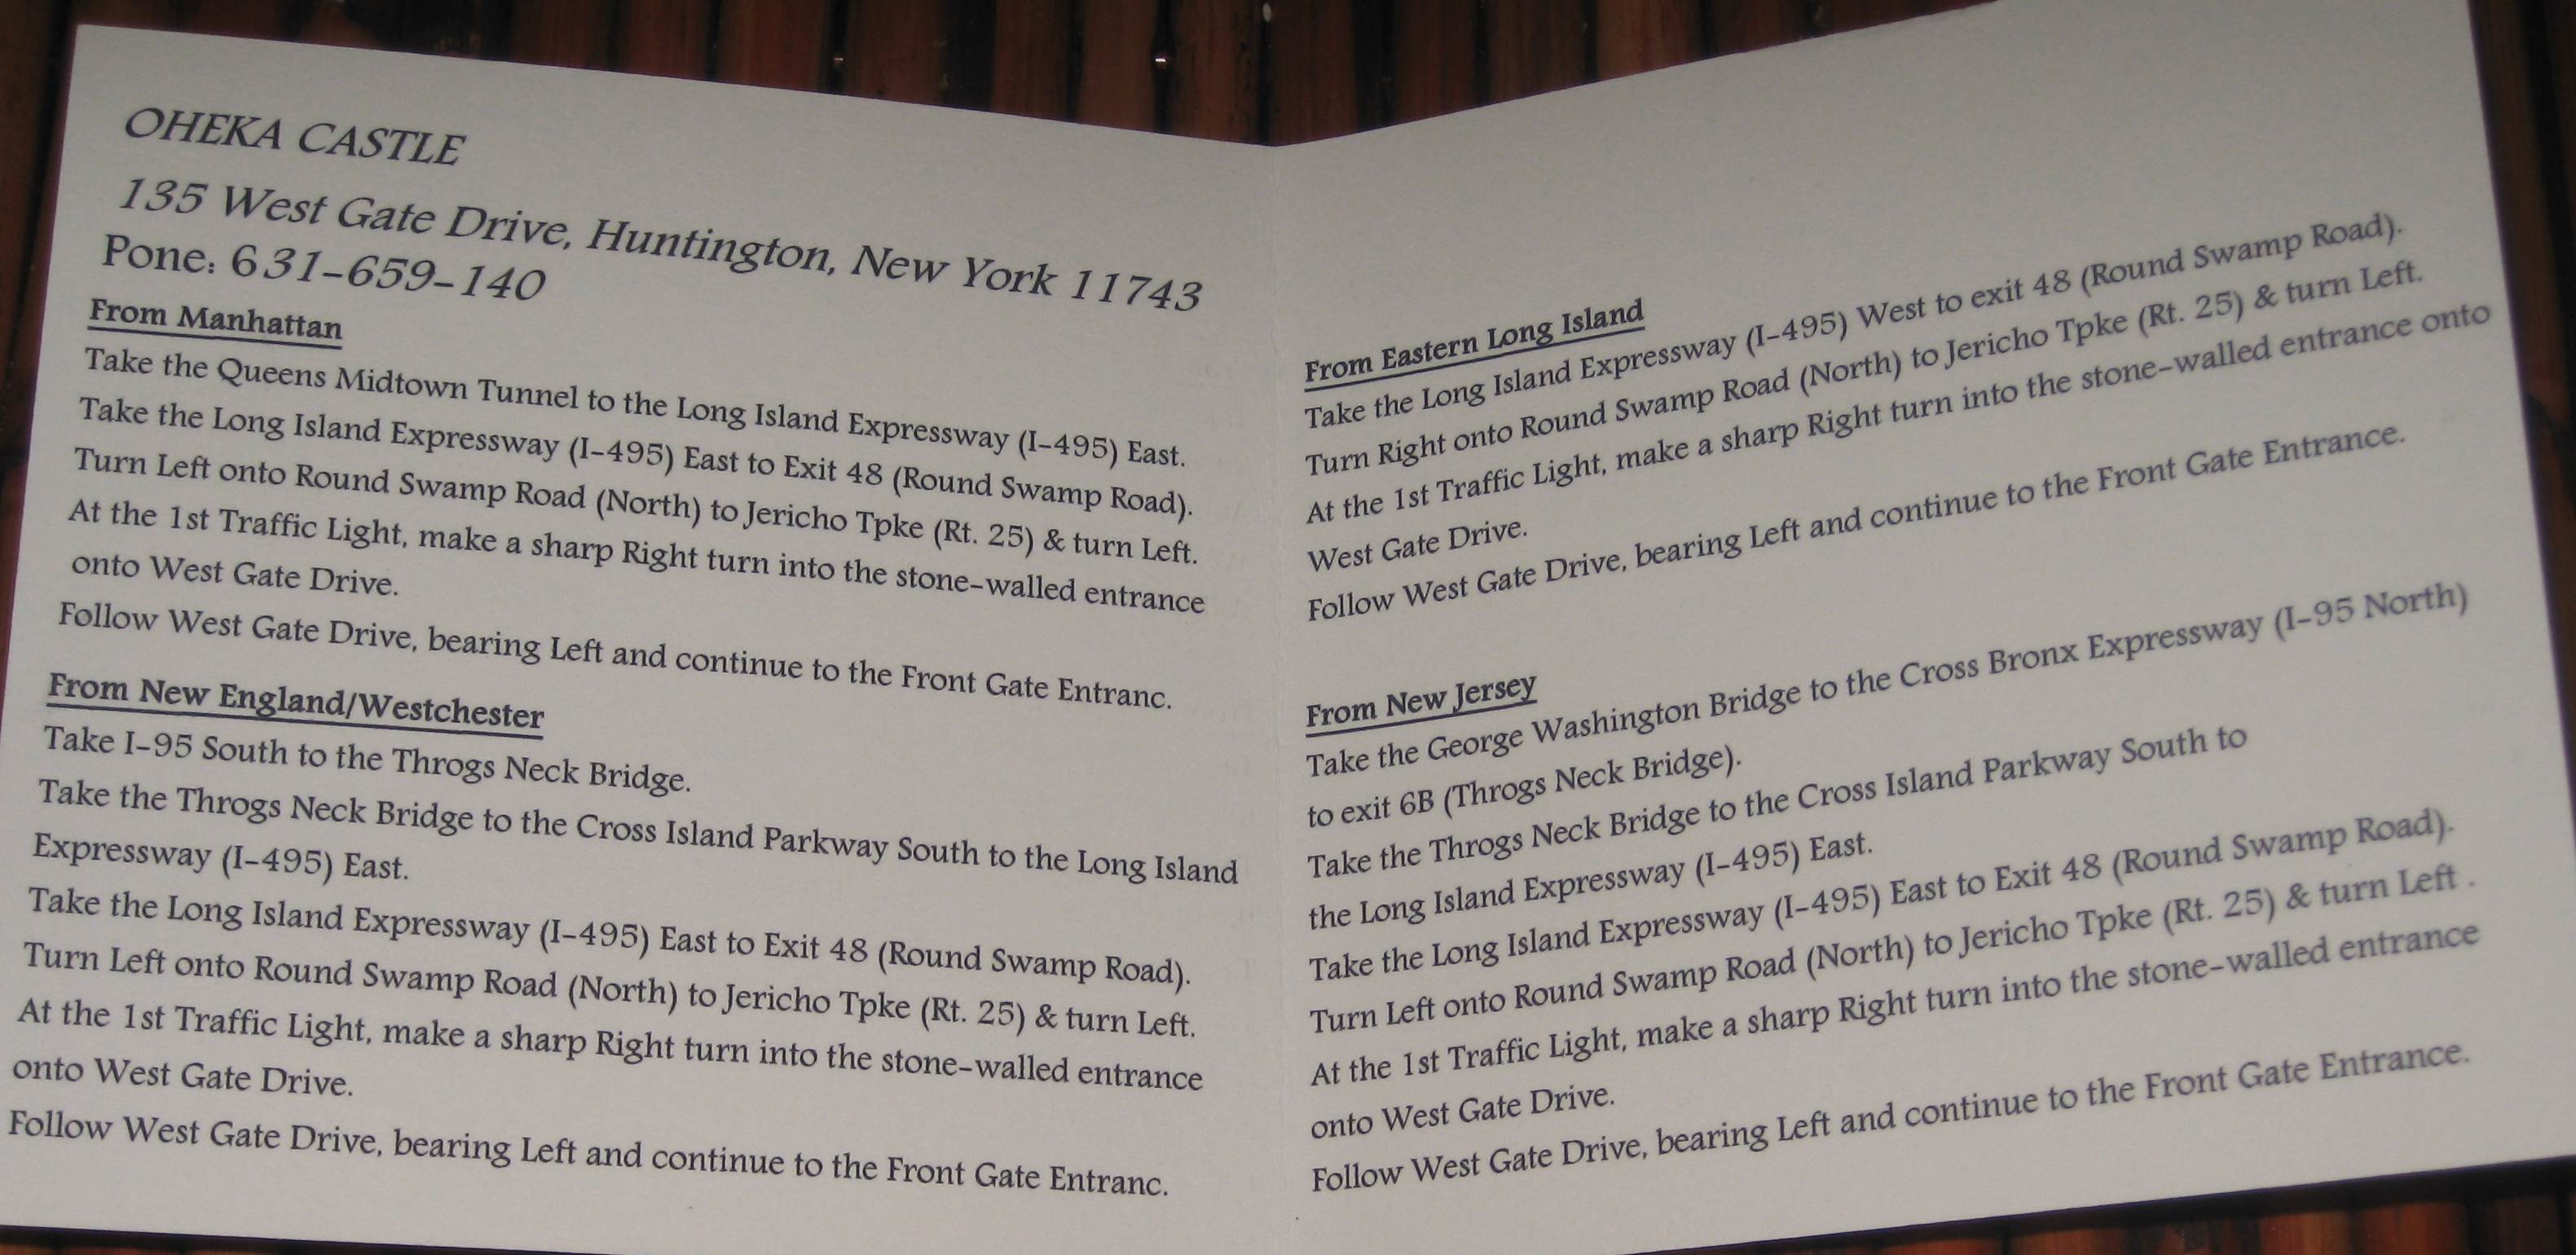 OHEKA CASTLE
135 West Gate Drive, Huntington, New York 11743
Pone: 631-659-140
From Manhattan
Take the Queens Midtown Tunnel to the Long Island Expressway (I-495) East.
Take the Long Island Expressway (I-495) East to Exit 48 (Round Swamp Road).
Turn Left onto Round Swamp Road (North) to Jericho Tpke (Rt. 25) & turn Left.
At the 1st Traffic Light, make a sharp Right turn into the stone-walled entrance
onto West Gate Drive.
Follow West Gate Drive, bearing Left and continue to the Front Gate Entranc.
From New England/Westchester
Take I-95 South to the Throgs Neck Bridge.
Take the Throgs Neck Bridge to the Cross Island Parkway South to the Long Island
Expressway (I-495) East.
Take the Long Island Expressway (I-495) East to Exit 48 (Round Swamp Road).
Turn Left onto Round Swamp Road (North) to Jericho Tpke (Rt. 25) & turn Left.
At the 1st Traffic Light, make a sharp Right turn into the stone-walled entrance
onto West Gate Drive.
Follow West Gate Drive, bearing Left and continue to the Front Gate Entranc.
From Eastern Long Island
Take the Long Island Expressway (I-495) West to exit 48 (Round Swamp Road).
Turn Right onto Round Swamp Road (North) to Jericho Tpke (Rt. 25) & turn Left.
At the 1st Traffic Light, make a sharp Right turn into the stone-walled entrance onto
West Gate Drive.
Follow West Gate Drive, bearing Left and continue to the Front Gate Entrance.
From New Jersey
Take the George Washington Bridge to the Cross Bronx Expressway (I-95 North)
to exit 6B (Throgs Neck Bridge).
Take the Throgs Neck Bridge to the Cross Island Parkway South to
the Long Island Expressway (I-495) East.
Take the Long Island Expressway (I-495) East to Exit 48 (Round Swamp Road).
Turn Left onto Round Swamp Road (North) to Jericho Tpke (Rt. 25) & turn Left .
At the 1st Traffic Light, make a sharp Right turn into the stone-walled entrance
onto West Gate Drive.
Follow West Gate Drive, bearing Left and continue to the Front Gate Entrance.